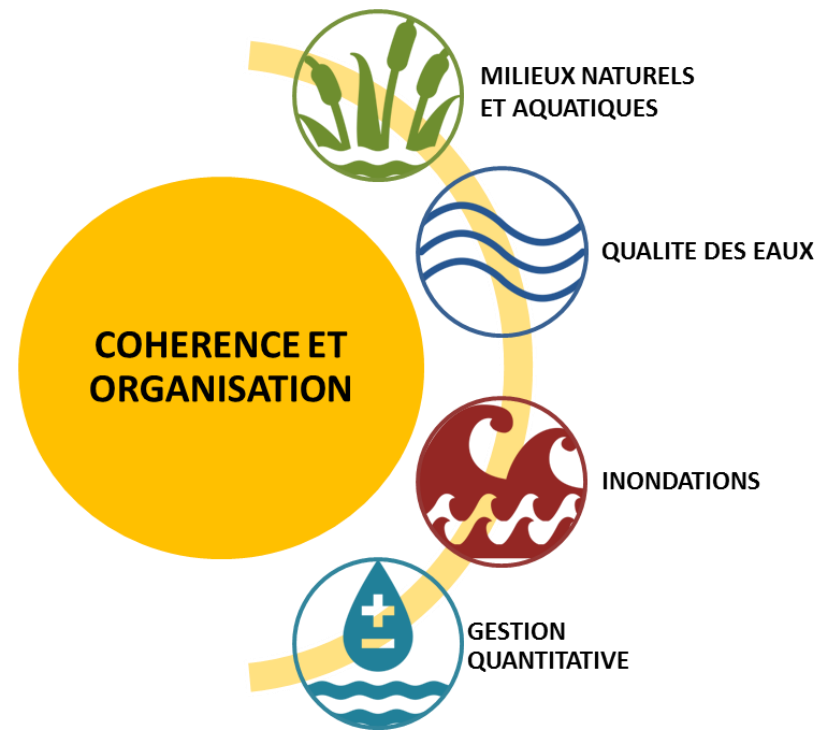 MILIEUX NATURELS
ET AQUATIQUES
QUALITE DES EAUX
COHERENCE ET
ORGANISATION
INONDATIONS
GESTION
QUANTITATIVE